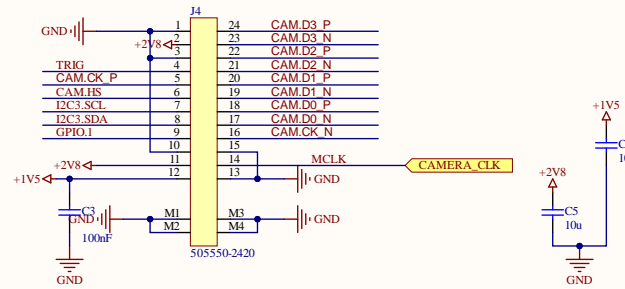 J4
GND 1 24 CAM.D3_P
+2V8 2 23 CAM.D3_N
3 22 CAM.D2_P
TRIG 4 21 CAM.D2_N
CAM.CK_P 5 20 CAM.D1_P
CAM.HS 6 19 CAM.D1_N
I2C3.SCL 7 18 CAM.D0_P
I2C3.SDA 8 17 CAM.D0_N
GPIO.1 9 16 CAM.CK_N
10 15
+2V8 11 14 MCLK CAMERA_CLK
+1V5 12 13 GND
C3 GND M1 M3 GND
100nF M2 M4
505550-2420
GND
+1V5
+2V8
C5
10u
GND